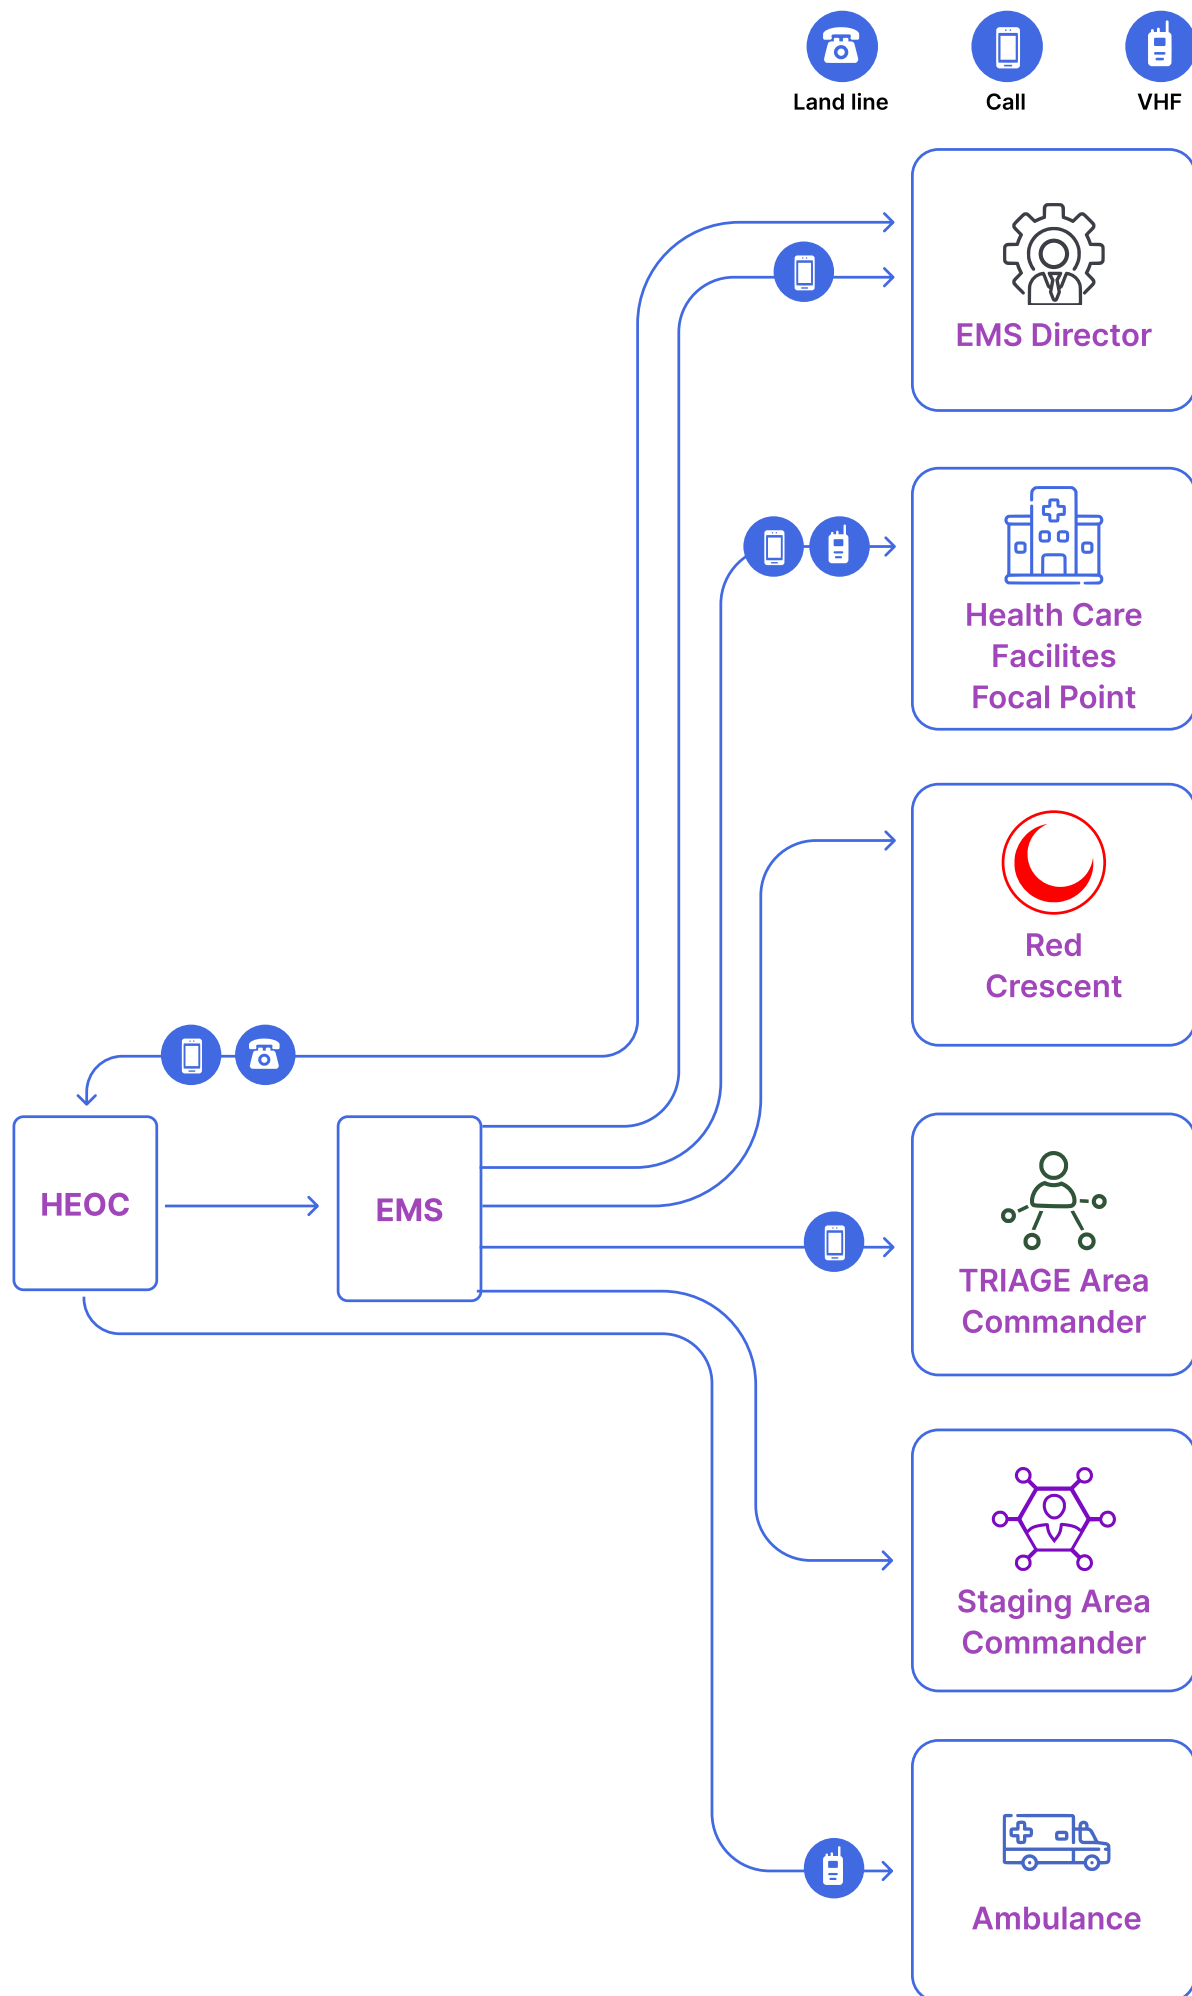 Land line
Call
VHF
EMS Director
Health Care
Facilites
Focal Point
Red
Crescent
HEOC
EMS
TRIAGE Area
Commander
Staging Area
Commander
Ambulance